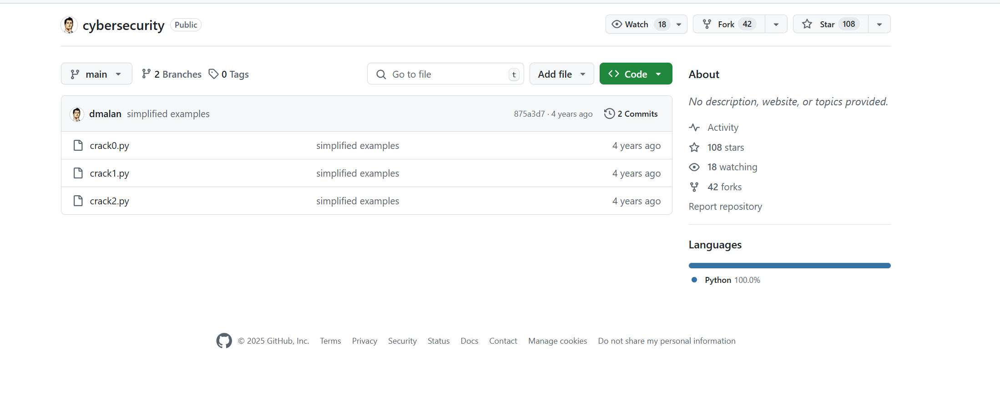 cybersecurity Public Watch 18 Fork 42 Star 108
main 2 Branches 0 Tags Go to file t Add file Code
dmalan simplified examples 875a3d7 · 4 years ago 2 Commits
crack0.py simplified examples 4 years ago
crack1.py simplified examples 4 years ago
crack2.py simplified examples 4 years ago
About
No description, website, or topics provided.
Activity
108 stars
18 watching
42 forks
Report repository
Languages
Python 100.0%
© 2025 GitHub, Inc. Terms Privacy Security Status Docs Contact Manage cookies Do not share my personal information